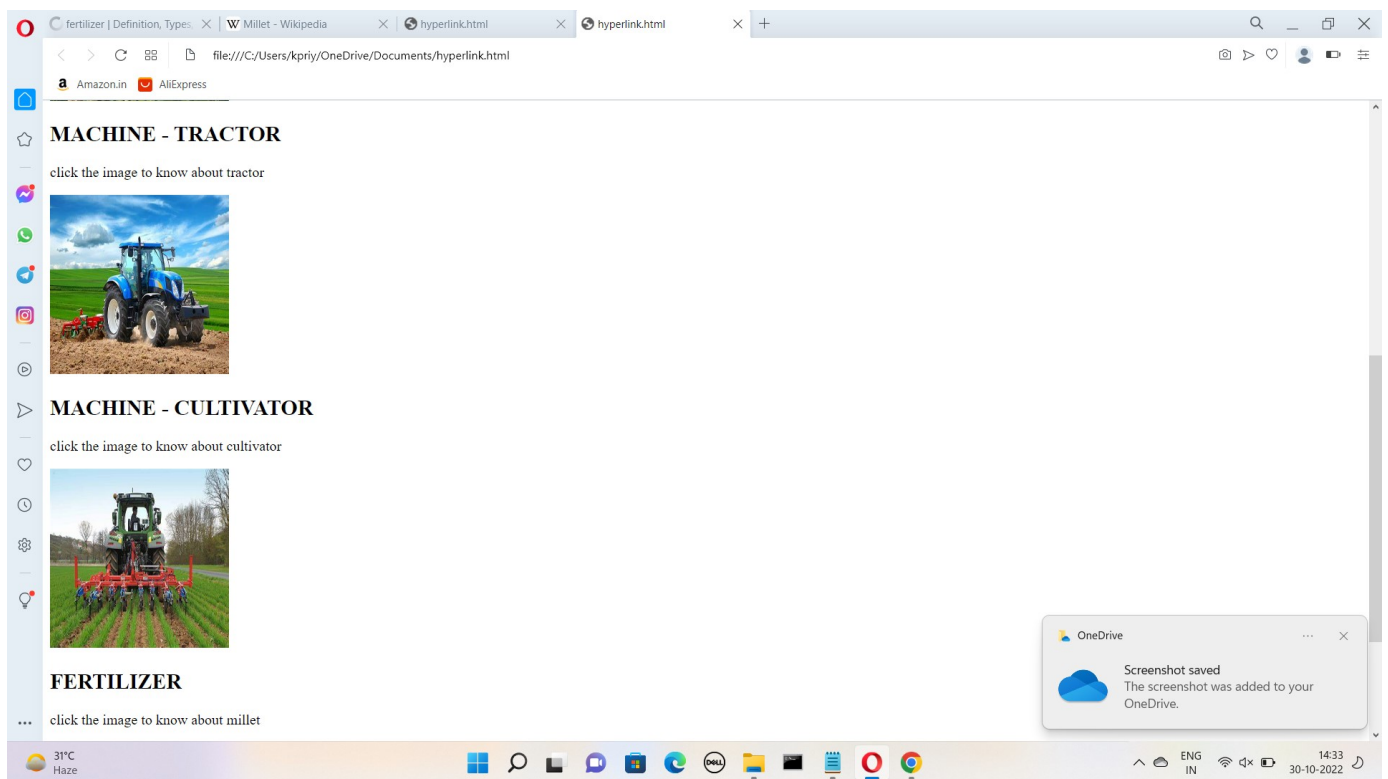 fertilizer | Definition, Types,
W Millet - Wikipedia
hyperlink.html
hyperlink.html
file:///C:/Users/kpriy/OneDrive/Documents/hyperlink.html
a Amazon.in
AliExpress
MACHINE - TRACTOR
click the image to know about tractor
MACHINE - CULTIVATOR
click the image to know about cultivator
FERTILIZER
click the image to know about millet
OneDrive
Screenshot saved
The screenshot was added to your
OneDrive.
31°C
Haze
DELL
ENG
IN
14:33
30-10-2022